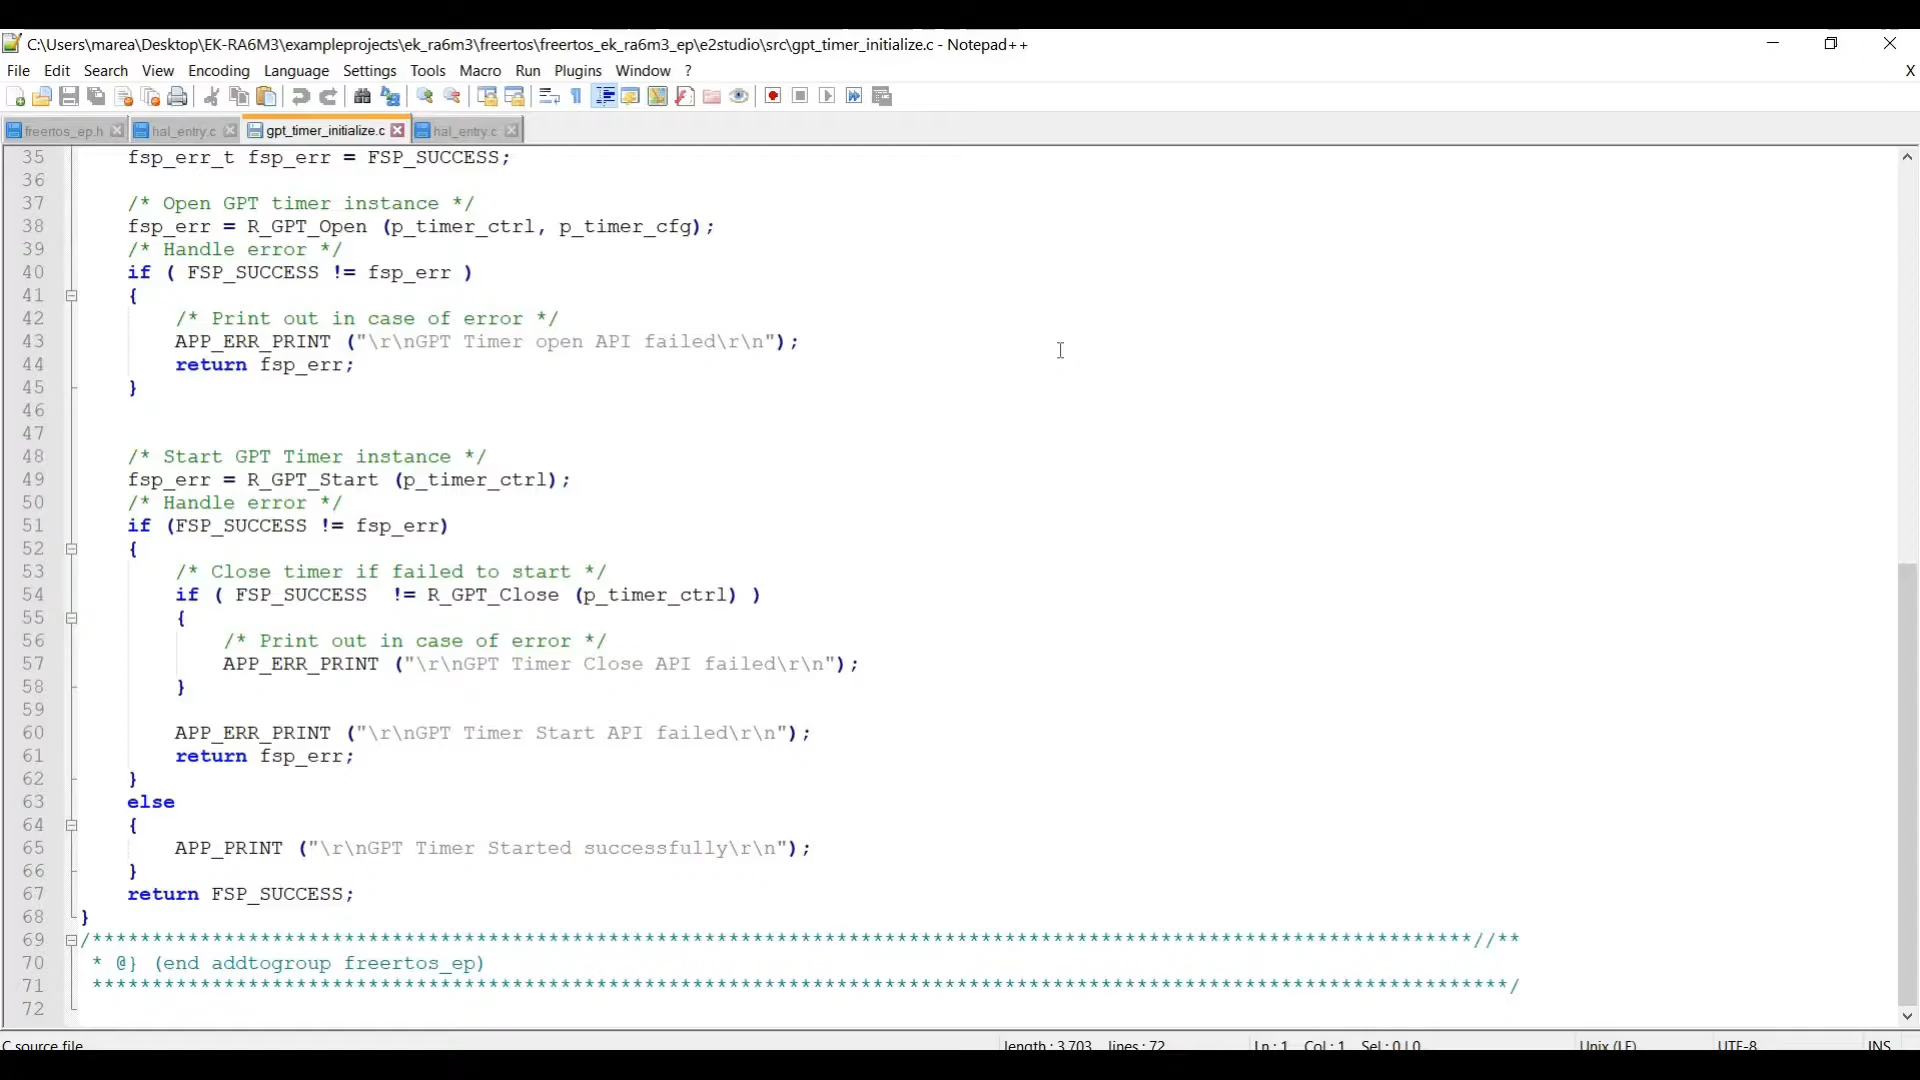 C:\Users\marea\Desktop\EK-RA6M3\exampleprojects\ek_ra6m3\freertos\freertos_ek_ra6m3_ep\e2studio\src\gpt_timer_initialize.c - Notepad++
File Edit Search View Encoding Language Settings Tools Macro Run Plugins Window ? X
freertos_ep.h hal_entry.c gpt_timer_initialize.c hal_entry.c
35 fsp_err_t fsp_err = FSP_SUCCESS;
36
37 /* Open GPT timer instance */
38 fsp_err = R_GPT_Open (p_timer_ctrl, p_timer_cfg);
39 /* Handle error */
40 if ( FSP_SUCCESS != fsp_err )
41 {
42 /* Print out in case of error */
43 APP_ERR_PRINT ("\r\nGPT Timer open API failed\r\n");
44 return fsp_err;
45 }
46
47
48 /* Start GPT Timer instance */
49 fsp_err = R_GPT_Start (p_timer_ctrl);
50 /* Handle error */
51 if (FSP_SUCCESS != fsp_err)
52 {
53 /* Close timer if failed to start */
54 if ( FSP_SUCCESS  != R_GPT_Close (p_timer_ctrl) )
55 {
56 /* Print out in case of error */
57 APP_ERR_PRINT ("\r\nGPT Timer Close API failed\r\n");
58 }
59
60 APP_ERR_PRINT ("\r\nGPT Timer Start API failed\r\n");
61 return fsp_err;
62 }
63 else
64 {
65 APP_PRINT ("\r\nGPT Timer Started successfully\r\n");
66 }
67 return FSP_SUCCESS;
68 }
69 /*******************************************************************************************************************//**
70 * @} (end addtogroup freertos_ep)
71 **********************************************************************************************************************/
72
C source file length : 3,703 lines : 72 Ln : 1 Col : 1 Sel : 0 | 0 Unix (LF) UTF-8 INS